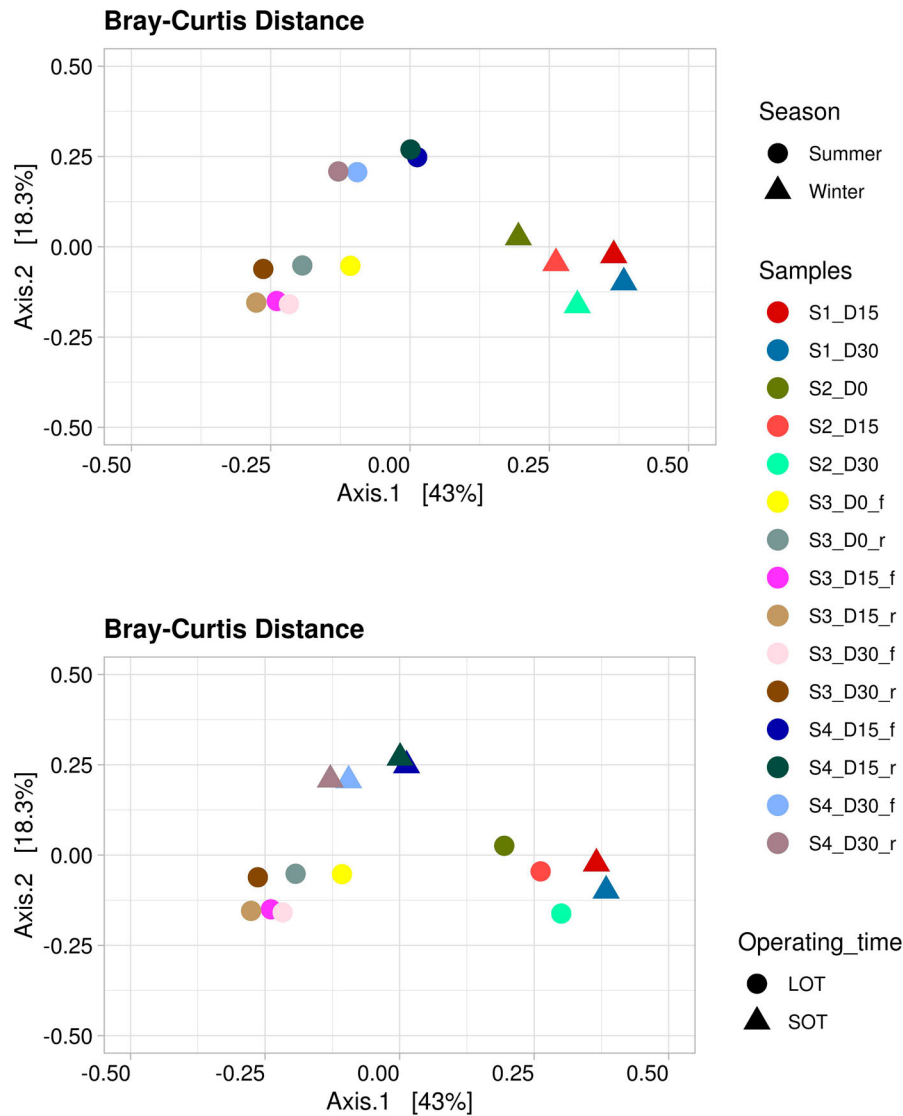 Bray-Curtis Distance
0.50
0.25
0.00
-0.25
-0.50
Axis.2 [18.3%]
-0.50 -0.25 0.00 0.25 0.50
Axis.1 [43%]
Season
Summer
Winter
Samples
S1_D15
S1_D30
S2_D0
S2_D15
S2_D30
S3_D0_f
S3_D0_r
S3_D15_f
S3_D15_r
S3_D30_f
S3_D30_r
S4_D15_f
S4_D15_r
S4_D30_f
S4_D30_r
Bray-Curtis Distance
0.50
0.25
0.00
-0.25
-0.50
Axis.2 [18.3%]
-0.50 -0.25 0.00 0.25 0.50
Axis.1 [43%]
Operating_time
LOT
SOT